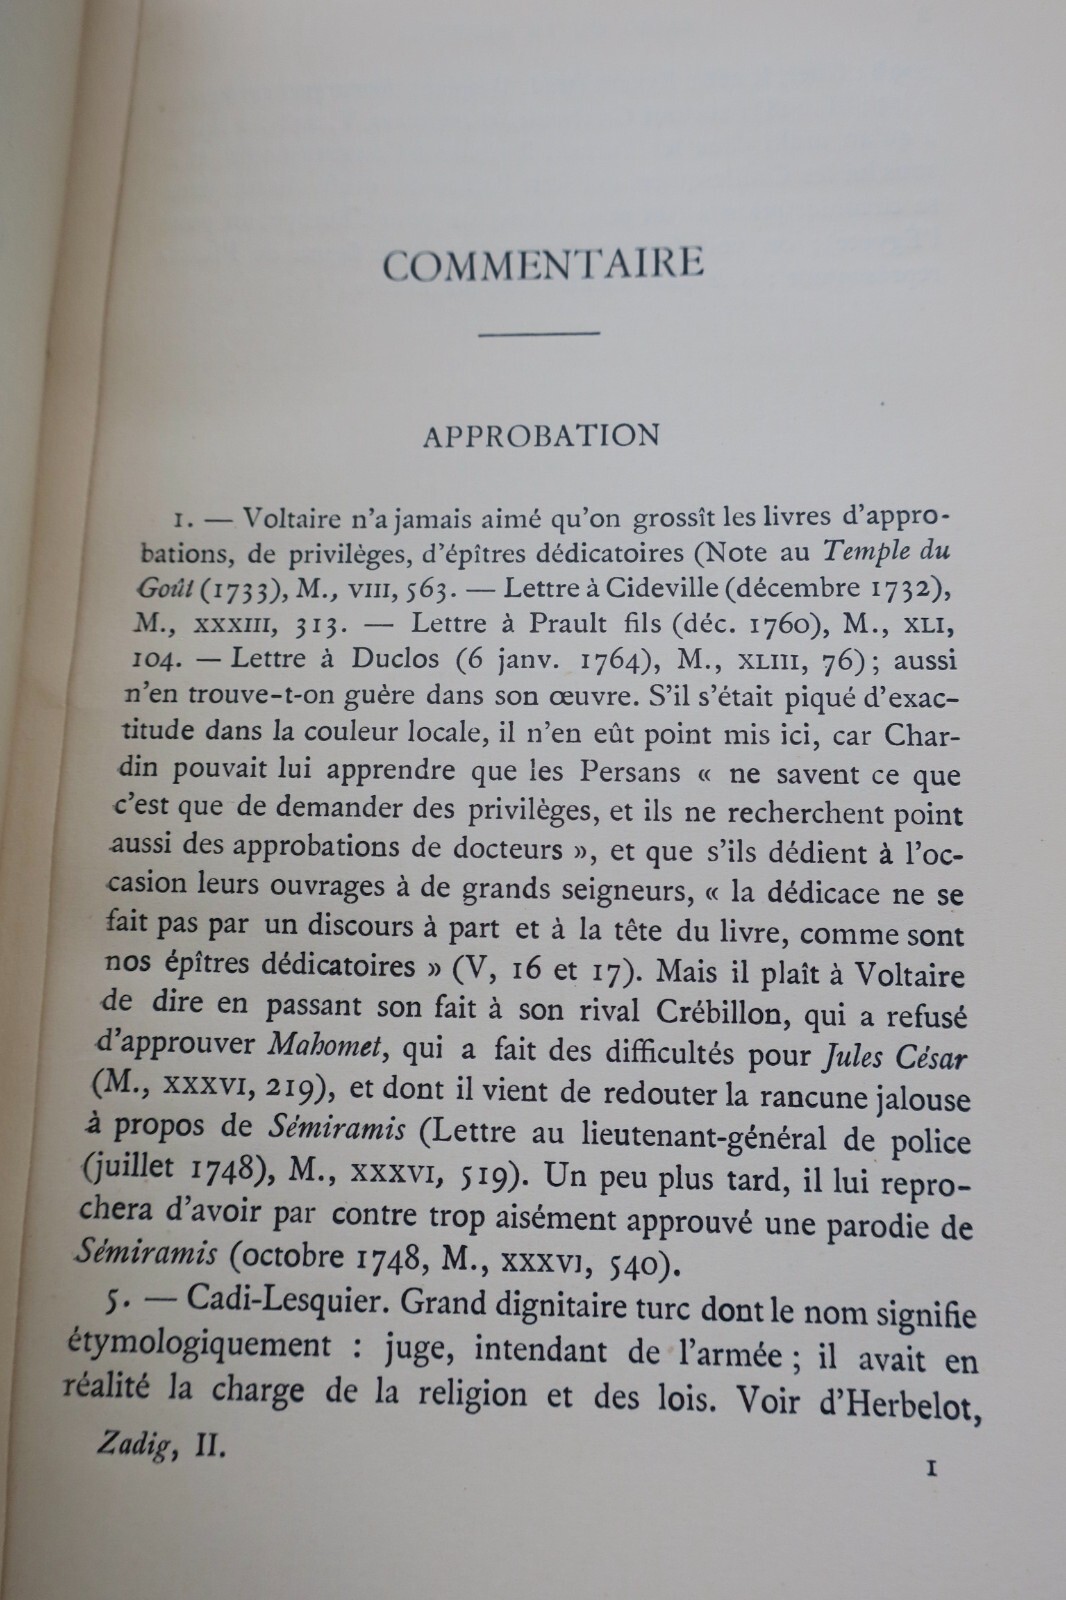 COMMENTAIRE
APPROBATION
1. — Voltaire n'a jamais aimé qu'on grossît les livres d'appro-
bations, de privilèges, d'épîtres dédicatoires (Note au Temple du
Goût (1733), M., VIII, 563. — Lettre à Cideville (décembre 1732),
M., XXXIII, 313. — Lettre à Prault fils (déc. 1760), M., XLI,
104. — Lettre à Duclos (6 janv. 1764), M., XLIII, 76) ; aussi
n'en trouve-t-on guère dans son œuvre. S'il s'était piqué d'exac-
titude dans la couleur locale, il n'en eût point mis ici, car Char-
din pouvait lui apprendre que les Persans « ne savent ce que
c'est que de demander des privilèges, et ils ne recherchent point
aussi des approbations de docteurs », et que s'ils dédient à l'oc-
casion leurs ouvrages à de grands seigneurs, « la dédicace ne se
fait pas par un discours à part et à la tête du livre, comme sont
nos épîtres dédicatoires » (V, 16 et 17). Mais il plaît à Voltaire
de dire en passant son fait à son rival Crébillon, qui a refusé
d'approuver Mahomet, qui a fait des difficultés pour Jules César
(M., XXXVI, 219), et dont il vient de redouter la rancune jalouse
à propos de Sémiramis (Lettre au lieutenant-général de police
(juillet 1748), M., XXXVI, 519). Un peu plus tard, il lui repro-
chera d'avoir par contre trop aisément approuvé une parodie de
Sémiramis (octobre 1748, M., XXXVI, 540).
5. — Cadi-Lesquier. Grand dignitaire turc dont le nom signifie
étymologiquement : juge, intendant de l'armée ; il avait en
réalité la charge de la religion et des lois. Voir d'Herbelot,
Zadig, II.
1